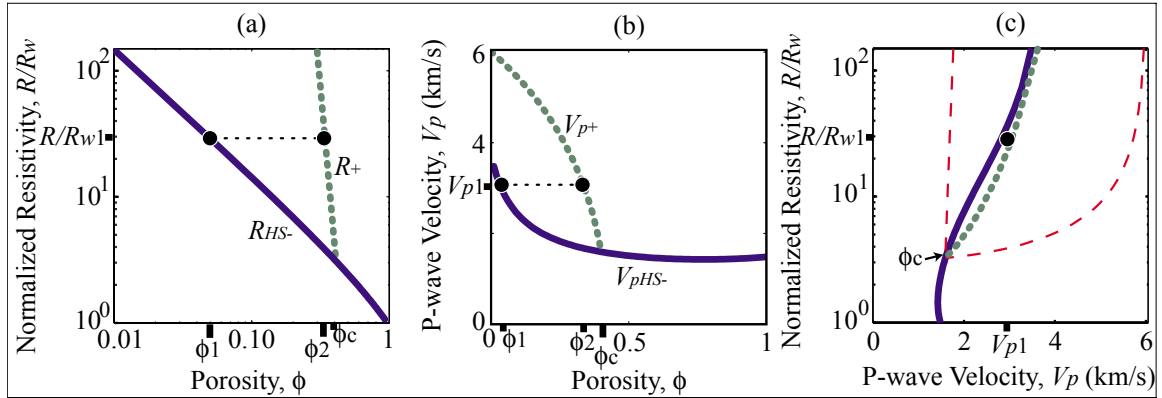 (a)
Normalized Resistivity, R/Rw
10²
R/Rw1
10¹
10⁰
R+
RHS-
0.01
ϕ1
0.10
ϕ2
ϕc
1
Porosity, ϕ
(b)
P-wave Velocity, Vp (km/s)
6
4
Vp1
2
0
Vp+
VpHS-
0
ϕ1
ϕ2
ϕc
0.5
1
Porosity, ϕ
(c)
Normalized Resistivity, R/Rw
10²
R/Rw1
10¹
ϕc
10⁰
0
2
Vp1
4
6
P-wave Velocity, Vp (km/s)